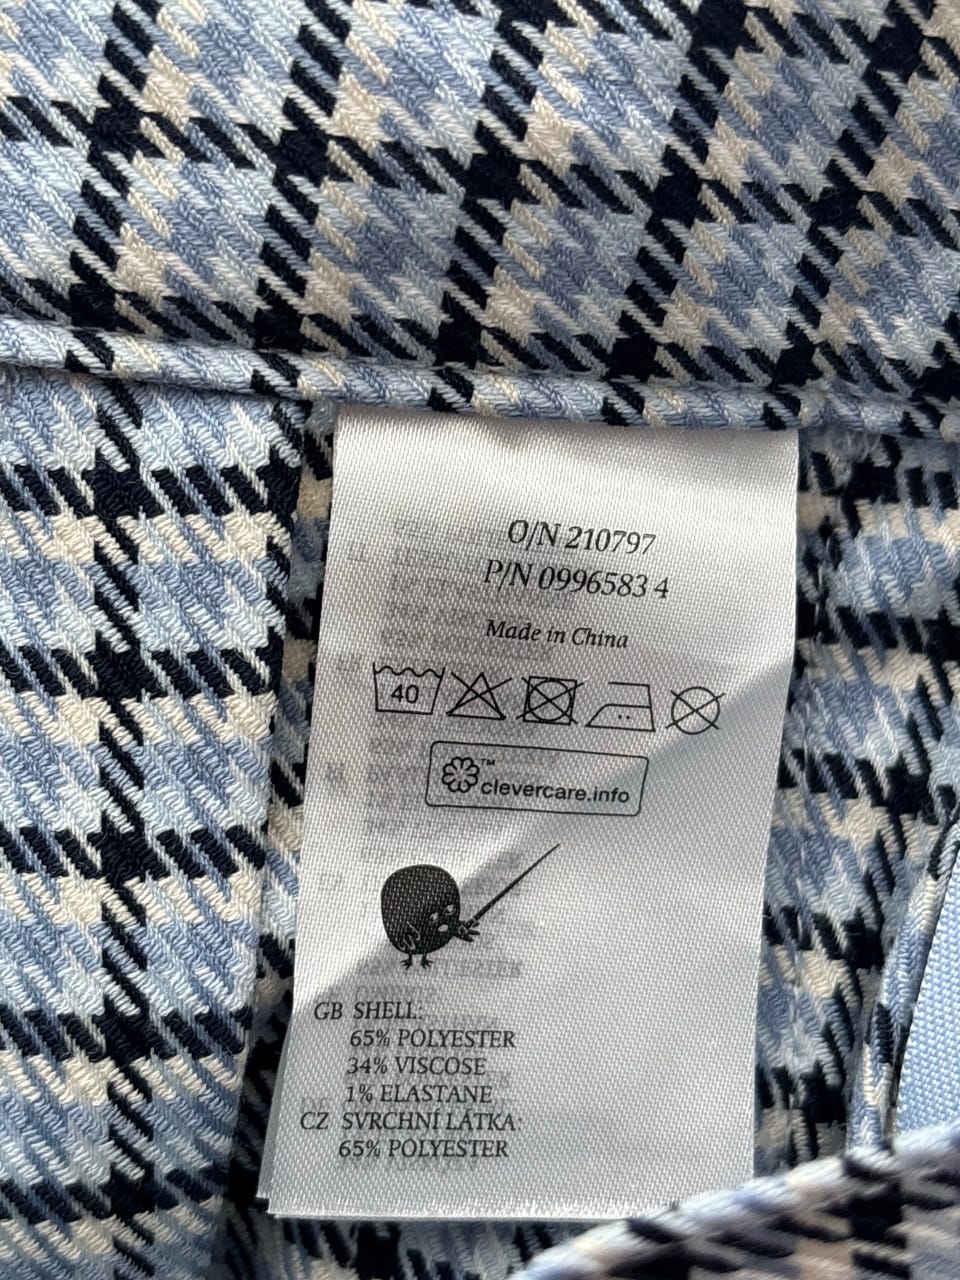 O/N 210797
P/N 0996583 4
Made in China
40
™
clevercare.info
GB SHELL:
65% POLYESTER
34% VISCOSE
1% ELASTANE
CZ SVRCHNÍ LÁTKA:
65% POLYESTER